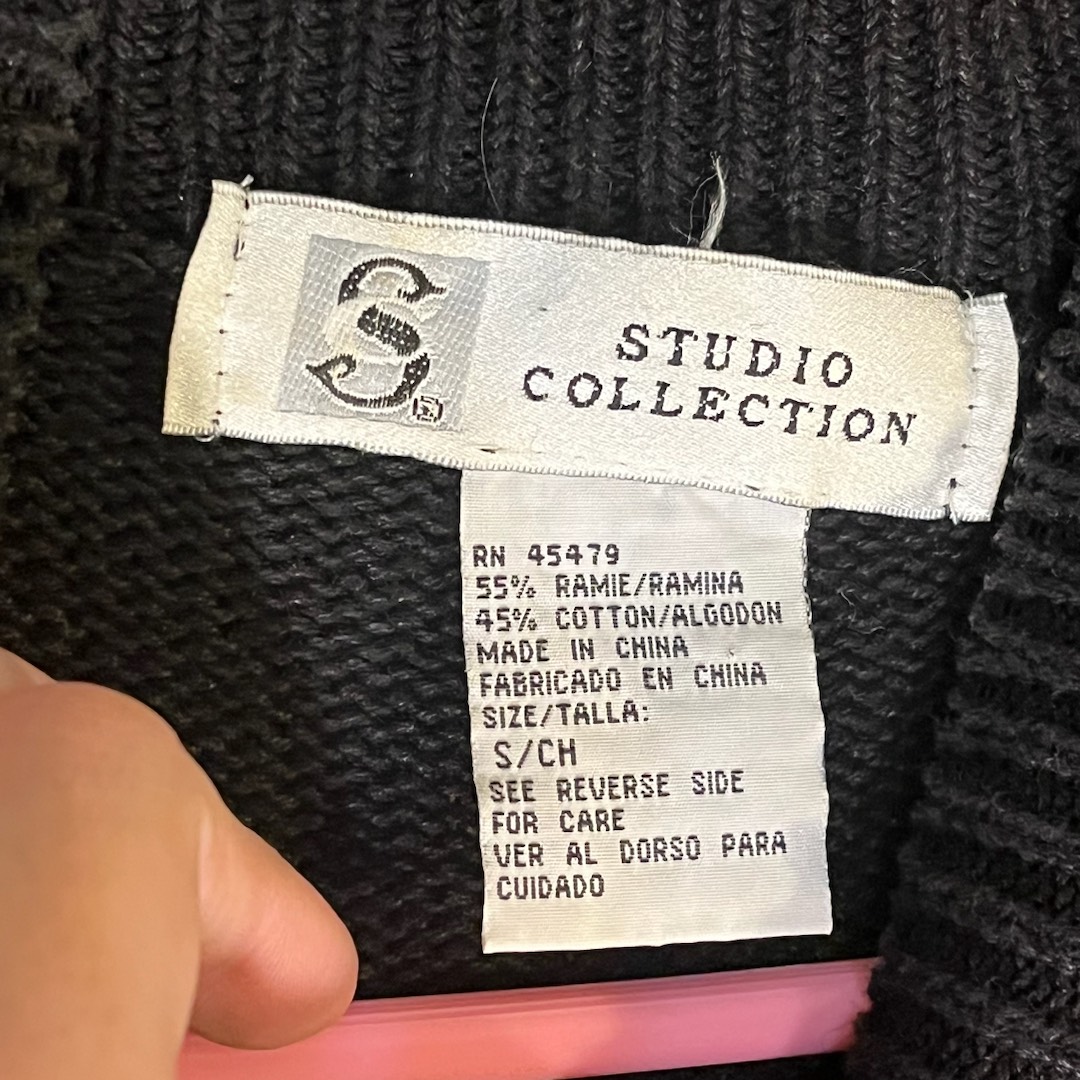 S®
STUDIO
COLLECTION
RN 45479
55% RAMIE/RAMINA
45% COTTON/ALGODON
MADE IN CHINA
FABRICADO EN CHINA
SIZE/TALLA:
S/CH
SEE REVERSE SIDE
FOR CARE
VER AL DORSO PARA
CUIDADO